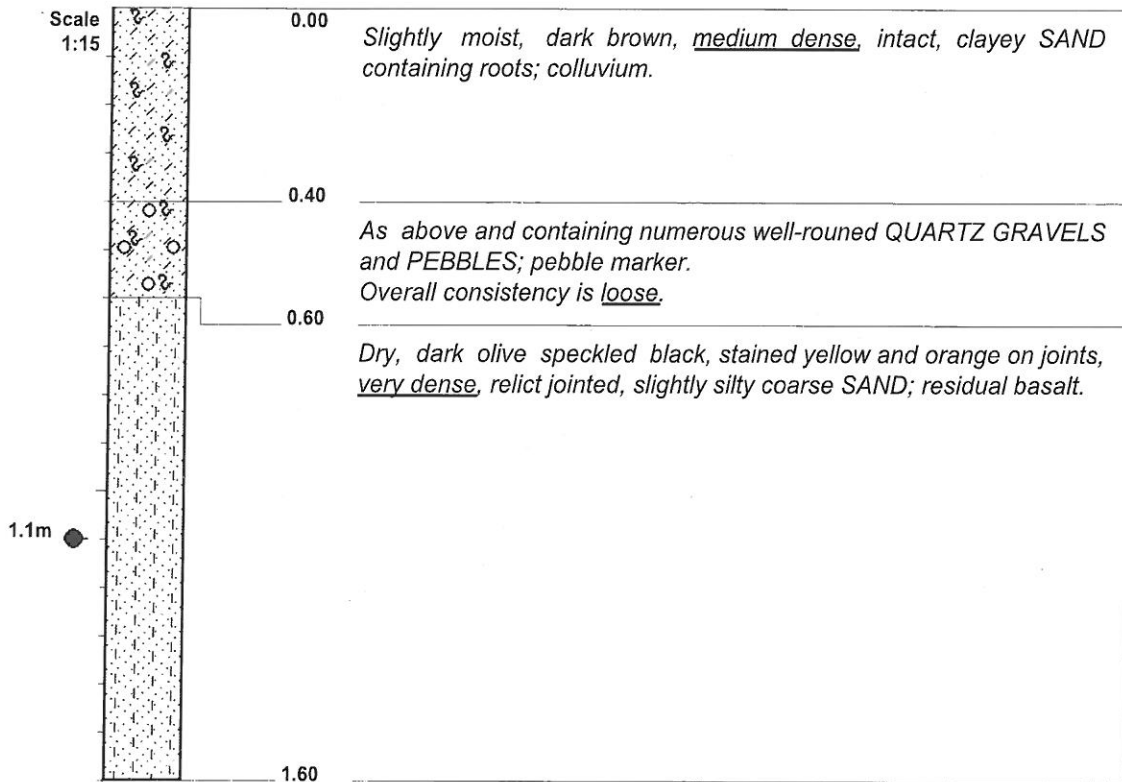 Scale
1:15
0.00
Slightly moist, dark brown, medium dense, intact, clayey SAND
containing roots; colluvium.
0.40
As above and containing numerous well-rouned QUARTZ GRAVELS
and PEBBLES; pebble marker.
Overall consistency is loose.
0.60
Dry, dark olive speckled black, stained yellow and orange on joints,
very dense, relict jointed, slightly silty coarse SAND; residual basalt.
1.1m
1.60